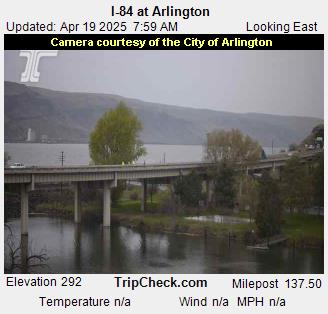 I-84 at Arlington
Updated: Apr 19 2025 7:59 AM Looking East
Camera courtesy of the City of Arlington
Elevation 292 TripCheck.com Milepost 137.50
Temperature n/a Wind n/a MPH n/a